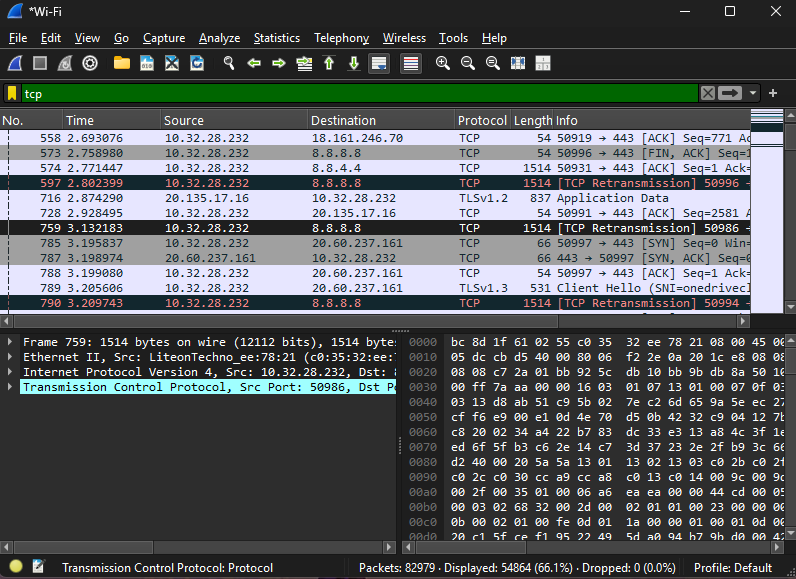 *Wi-Fi
File Edit View Go Capture Analyze Statistics Telephony Wireless Tools Help
tcp
No. Time Source Destination Protocol Length Info
558 2.693076 10.32.28.232 18.161.246.70 TCP 54 50919 → 443 [ACK] Seq=771 Ac
573 2.758980 10.32.28.232 8.8.8.8 TCP 54 50996 → 443 [FIN, ACK] Seq=1
574 2.771447 10.32.28.232 8.8.4.4 TCP 1514 50931 → 443 [ACK] Seq=1 Ack=
597 2.802399 10.32.28.232 8.8.8.8 TCP 1514 [TCP Retransmission] 50996 →
716 2.874290 20.135.17.16 10.32.28.232 TLSv1.2 837 Application Data
728 2.928495 10.32.28.232 20.135.17.16 TCP 54 50991 → 443 [ACK] Seq=2581 A
759 3.132183 10.32.28.232 8.8.8.8 TCP 1514 [TCP Retransmission] 50986 →
785 3.195837 10.32.28.232 20.60.237.161 TCP 66 50997 → 443 [SYN] Seq=0 Win=
787 3.198974 20.60.237.161 10.32.28.232 TCP 66 443 → 50997 [SYN, ACK] Seq=0
788 3.199080 10.32.28.232 20.60.237.161 TCP 54 50997 → 443 [ACK] Seq=1 Ack=
789 3.205606 10.32.28.232 20.60.237.161 TLSv1.3 531 Client Hello (SNI=onedrivecl
790 3.209743 10.32.28.232 8.8.8.8 TCP 1514 [TCP Retransmission] 50994 →
Frame 759: 1514 bytes on wire (12112 bits), 1514 byte
Ethernet II, Src: LiteonTechno_ee:78:21 (c0:35:32:ee:
Internet Protocol Version 4, Src: 10.32.28.232, Dst:
Transmission Control Protocol, Src Port: 50986, Dst Po
0000 bc 8d 1f 61 02 55 c0 35 32 ee 78 21 08 00 45 00
0010 05 dc cb d5 40 00 80 06 f2 2e 0a 20 1c e8 08 08
0020 08 08 c7 2a 01 bb 92 5c db 10 bb 9b db 8a 50 10
0030 00 ff 7a aa 00 00 16 03 01 07 13 01 00 07 0f 03
0040 03 13 d8 ab 51 c9 5b 02 7e c2 6d 65 9a 5e ec 27
0050 cf f6 e9 00 e1 0d 4e 70 d5 0b 42 32 c9 04 12 7b
0060 c8 20 02 34 a4 22 b7 83 dc 33 e3 13 a8 4c 3f 1e
0070 ed 6f 5f b3 c6 2e 14 c7 3d 37 23 2e 2f b9 3c 66
0080 d2 40 00 20 5a 5a 13 01 13 02 13 03 c0 2b c0 2f
0090 c0 2c c0 30 cc a9 cc a8 c0 13 c0 14 00 9c 00 9d
00a0 00 2f 00 35 01 00 06 a6 ea ea 00 00 44 cd 00 05
00b0 00 03 02 68 32 00 2d 00 02 01 01 00 23 00 00 00
00c0 0b 00 02 01 00 fe 0d 01 1a 00 00 01 00 01 0d 00
00d0 20 c1 5f ce f1 95 22 49 5d a0 94 b7 9b d0 00 42
Transmission Control Protocol: Protocol Packets: 82979 · Displayed: 54864 (66.1%) · Dropped: 0 (0.0%) Profile: Default